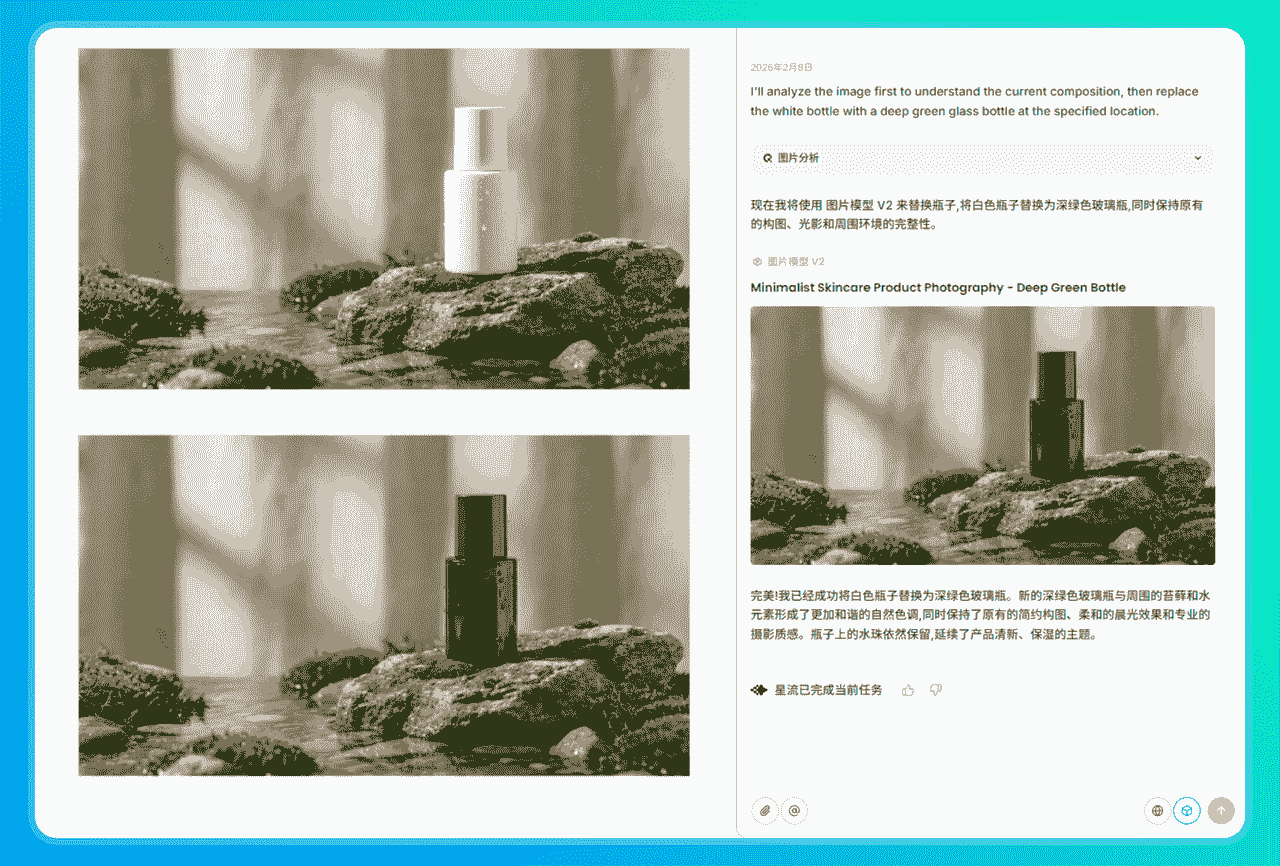 2026年2月9日
I'll analyze the image first to understand the current composition, then replace
the white bottle with a deep green glass bottle at the specified location.
图片分析
现在我将使用 图片模型 V2 来替换瓶子,将白色瓶子替换为深绿色玻璃瓶,同时保持原有
的构图、光影和周围环境的完整性。
图片模型 V2
Minimalist Skincare Product Photography - Deep Green Bottle
完美!我已经成功将白色瓶子替换为深绿色玻璃瓶。新的深绿色玻璃瓶与周围的苔藓和水
元素形成了更加和谐的自然色调,同时保持了原有的简约构图、柔和的晨光效果和专业的
摄影质感。瓶子上的水珠依然保留,延续了产品清新、保湿的主题。
星流已完成当前任务